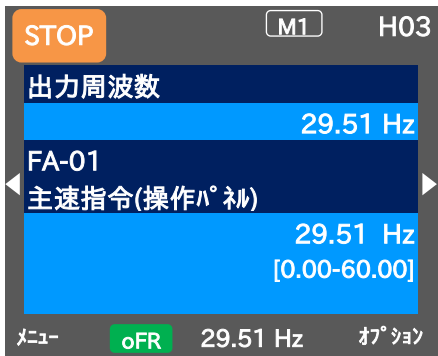 STOP M1 H03
出力周波数
29.51 Hz
FA-01
主速指令(操作ﾊﾟﾈﾙ)
29.51 Hz
[0.00-60.00]
ﾒﾆｭｰ oFR 29.51 Hz ｵﾌﾟｼｮﾝ